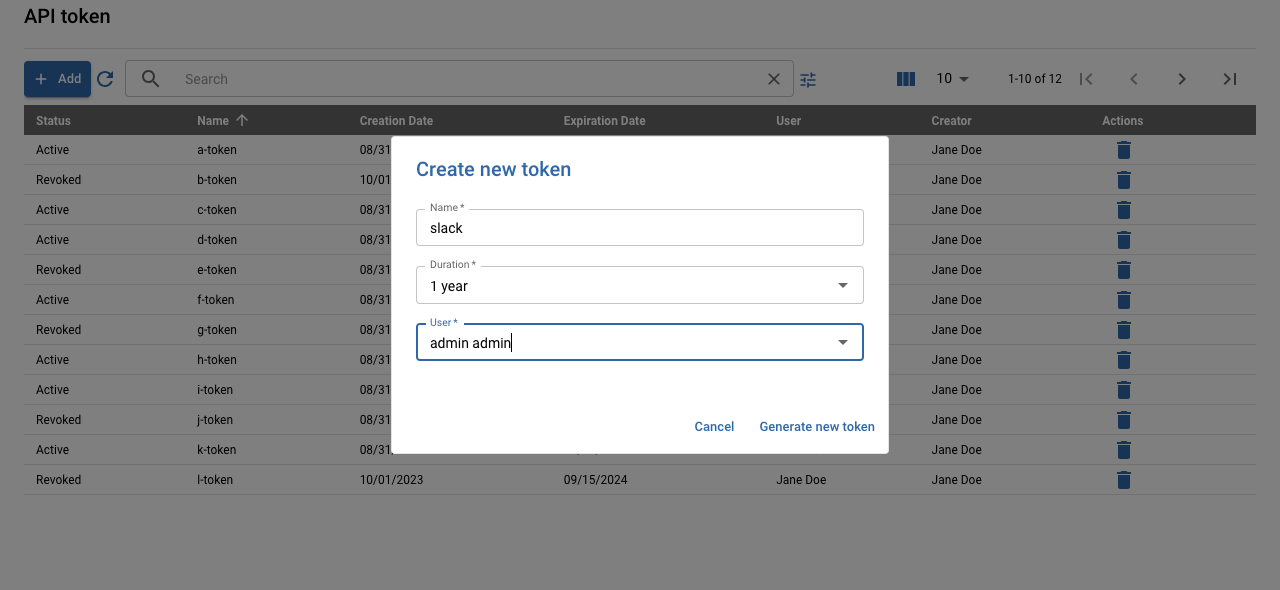 API token
Add
Search
10
1-10 of 12
Status Name Creation Date Expiration Date User Creator Actions
Active a-token 08/31 Jane Doe
Revoked b-token 10/01 Jane Doe
Active c-token 08/31 Jane Doe
Active d-token 08/31 Jane Doe
Revoked e-token 08/31 Jane Doe
Active f-token 08/31 Jane Doe
Revoked g-token 08/31 Jane Doe
Active h-token 08/31 Jane Doe
Active i-token 08/31 Jane Doe
Revoked j-token 08/31 Jane Doe
Active k-token 08/31 Jane Doe
Revoked l-token 10/01/2023 09/15/2024 Jane Doe Jane Doe
Create new token
Name *
slack
Duration *
1 year
User *
admin admin
Cancel Generate new token